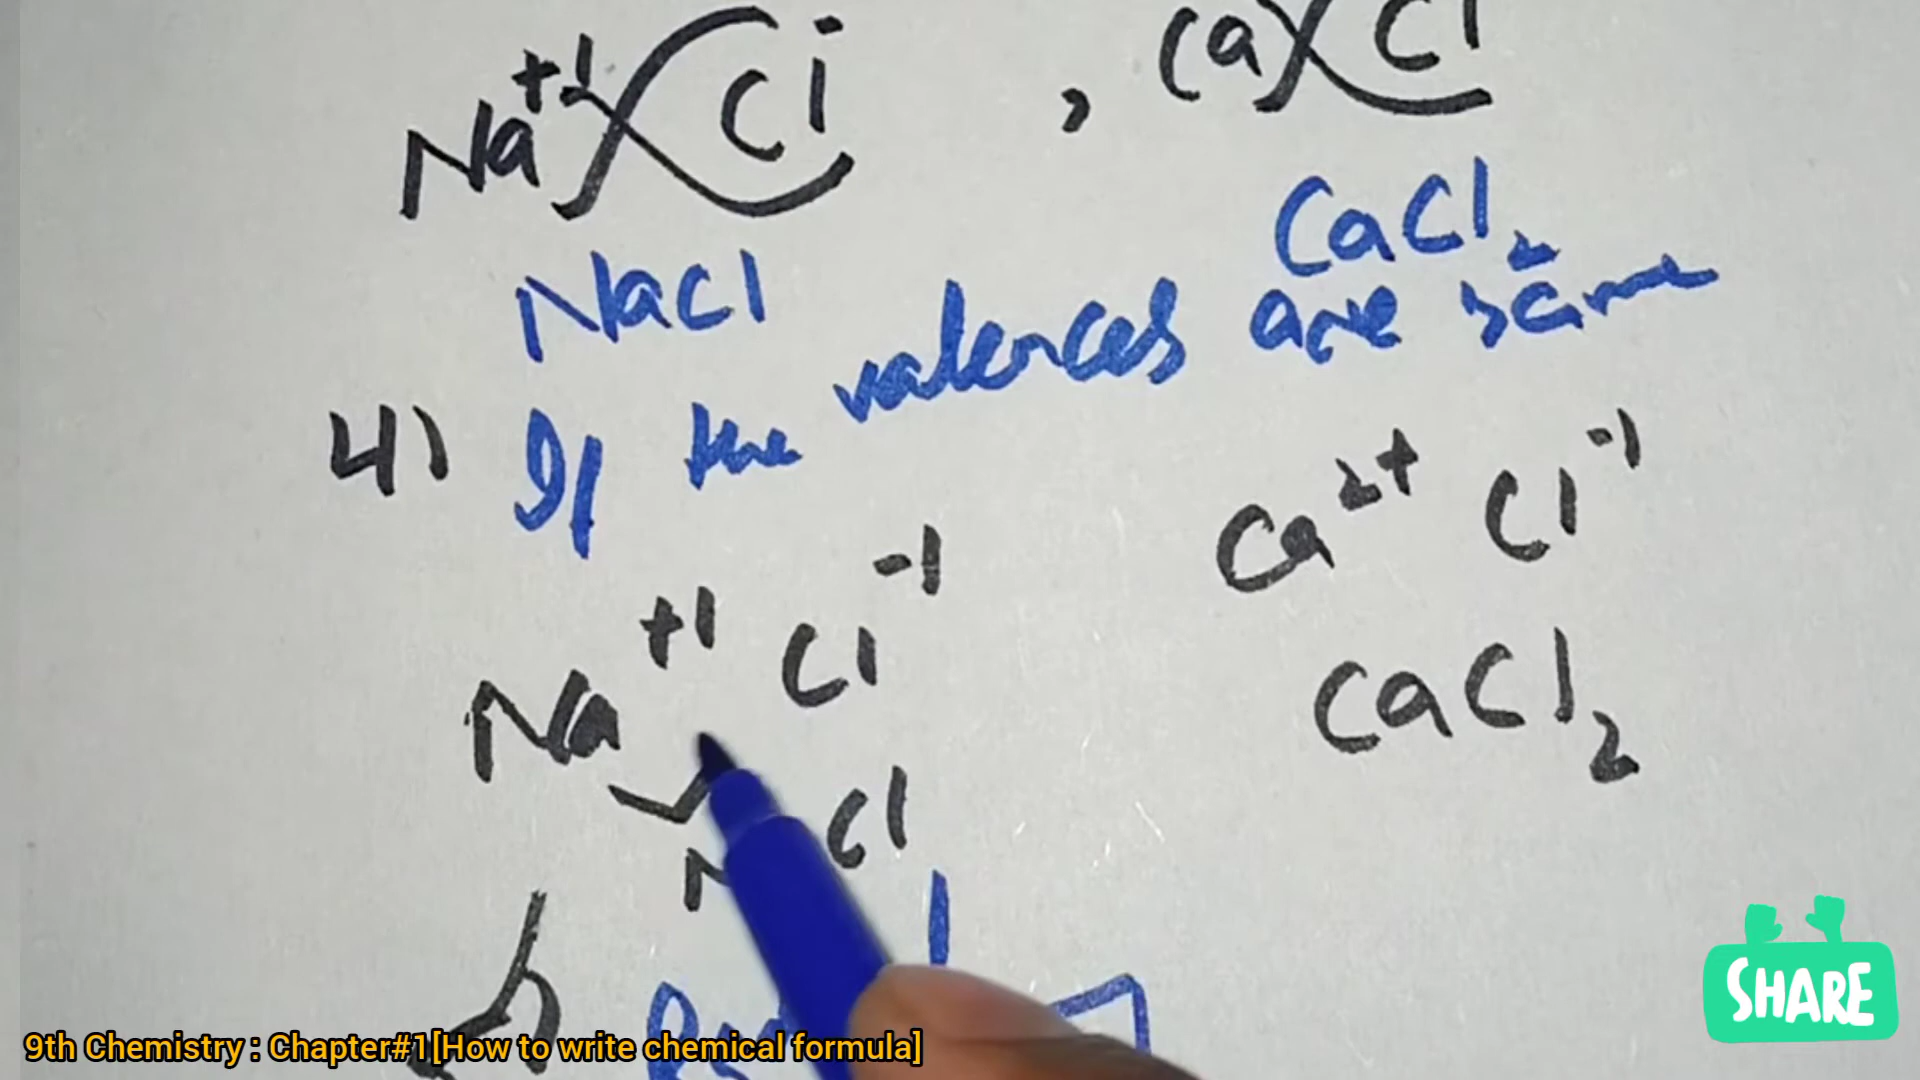 Na+1 Cl , Ca Cl
NaCl CaCl2
4) If the valences are same
Na+1 Cl-1 Ca2+ Cl-1
Cl CaCl2
9th Chemistry : Chapter#1[How to write chemical formula]
SHARE